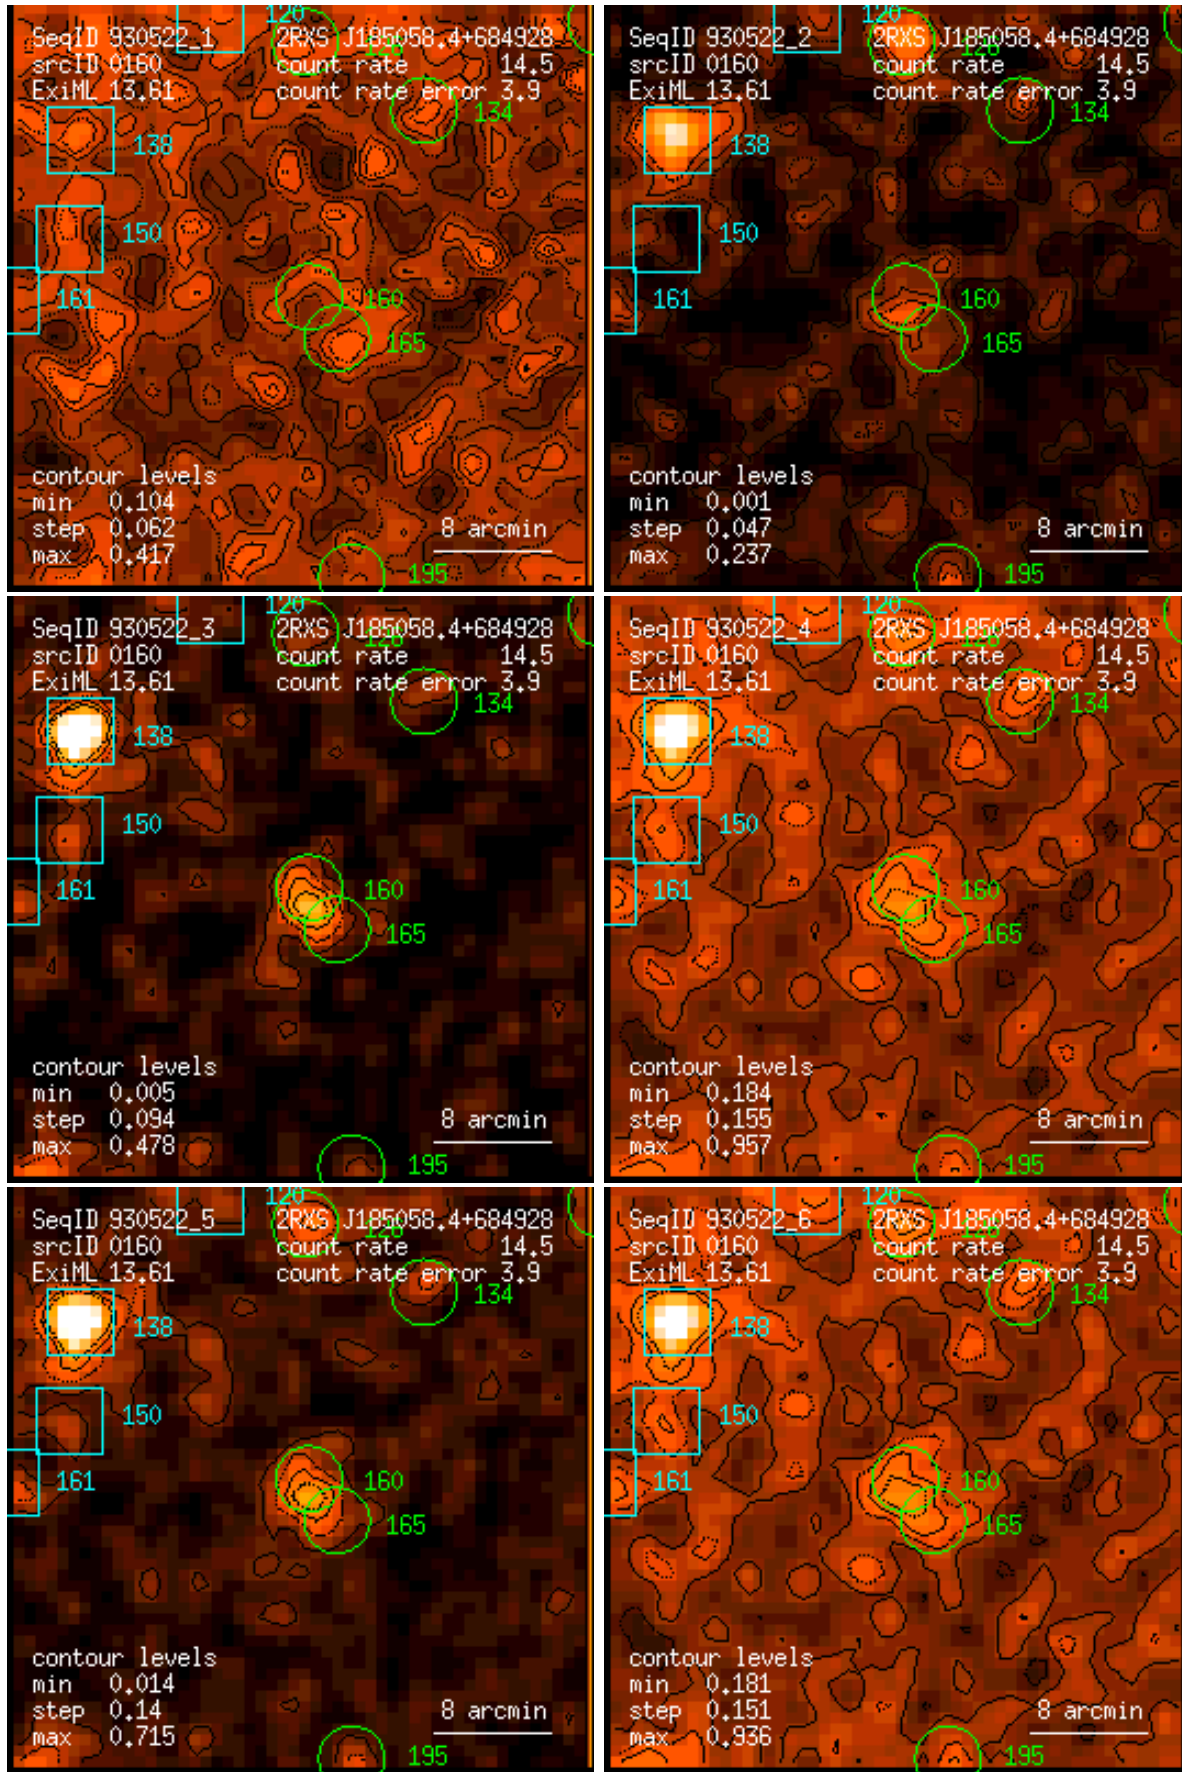 120
SeqID 930522_1 2RXS J185058.4+684928
126
srcID 0160 count rate 14.5
ExiML 13.61 count rate error 3.9
134
138
150
160
161
165
contour levels
min 0.104
step 0.062 8 arcmin
max 0.417
195
120
SeqID 930522_2 2RXS J185058.4+684928
126
srcID 0160 count rate 14.5
ExiML 13.61 count rate error 3.9
134
138
150
160
161
165
contour levels
min 0.001
step 0.047 8 arcmin
max 0.237
195
120
SeqID 930522_3 2RXS J185058.4+684928
126
srcID 0160 count rate 14.5
ExiML 13.61 count rate error 3.9
134
138
150
160
161
165
contour levels
min 0.005
step 0.094 8 arcmin
max 0.478
195
120
SeqID 930522_4 2RXS J185058.4+684928
126
srcID 0160 count rate 14.5
ExiML 13.61 count rate error 3.9
134
138
150
160
161
165
contour levels
min 0.184
step 0.155 8 arcmin
max 0.957
195
120
SeqID 930522_5 2RXS J185058.4+684928
126
srcID 0160 count rate 14.5
ExiML 13.61 count rate error 3.9
134
138
150
160
161
165
contour levels
min 0.014
step 0.14 8 arcmin
max 0.715
195
120
SeqID 930522_6 2RXS J185058.4+684928
126
srcID 0160 count rate 14.5
ExiML 13.61 count rate error 3.9
134
138
150
160
161
165
contour levels
min 0.181
step 0.151 8 arcmin
max 0.936
195